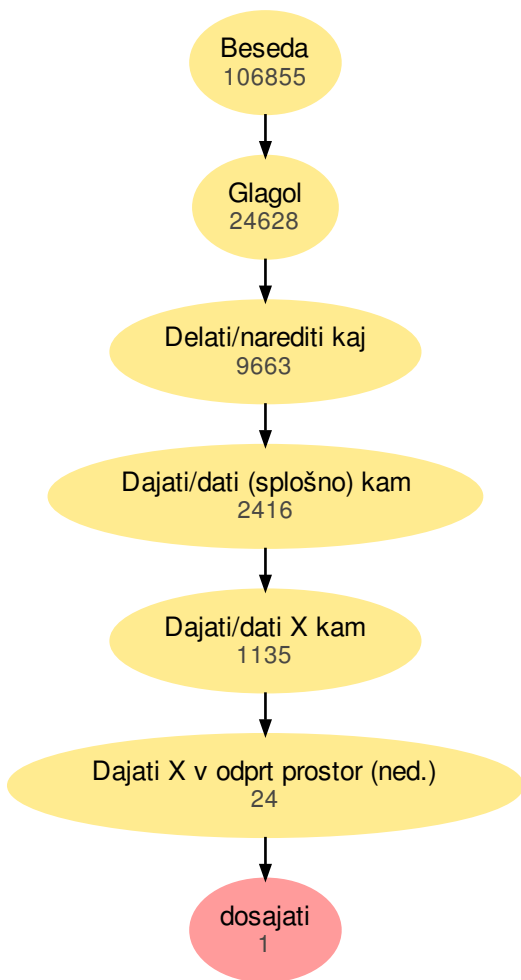 Beseda
106855
Glagol
24628
Delati/narediti kaj
9663
Dajati/dati (splošno) kam
2416
Dajati/dati X kam
1135
Dajati X v odprt prostor (ned.)
24
dosajati
1